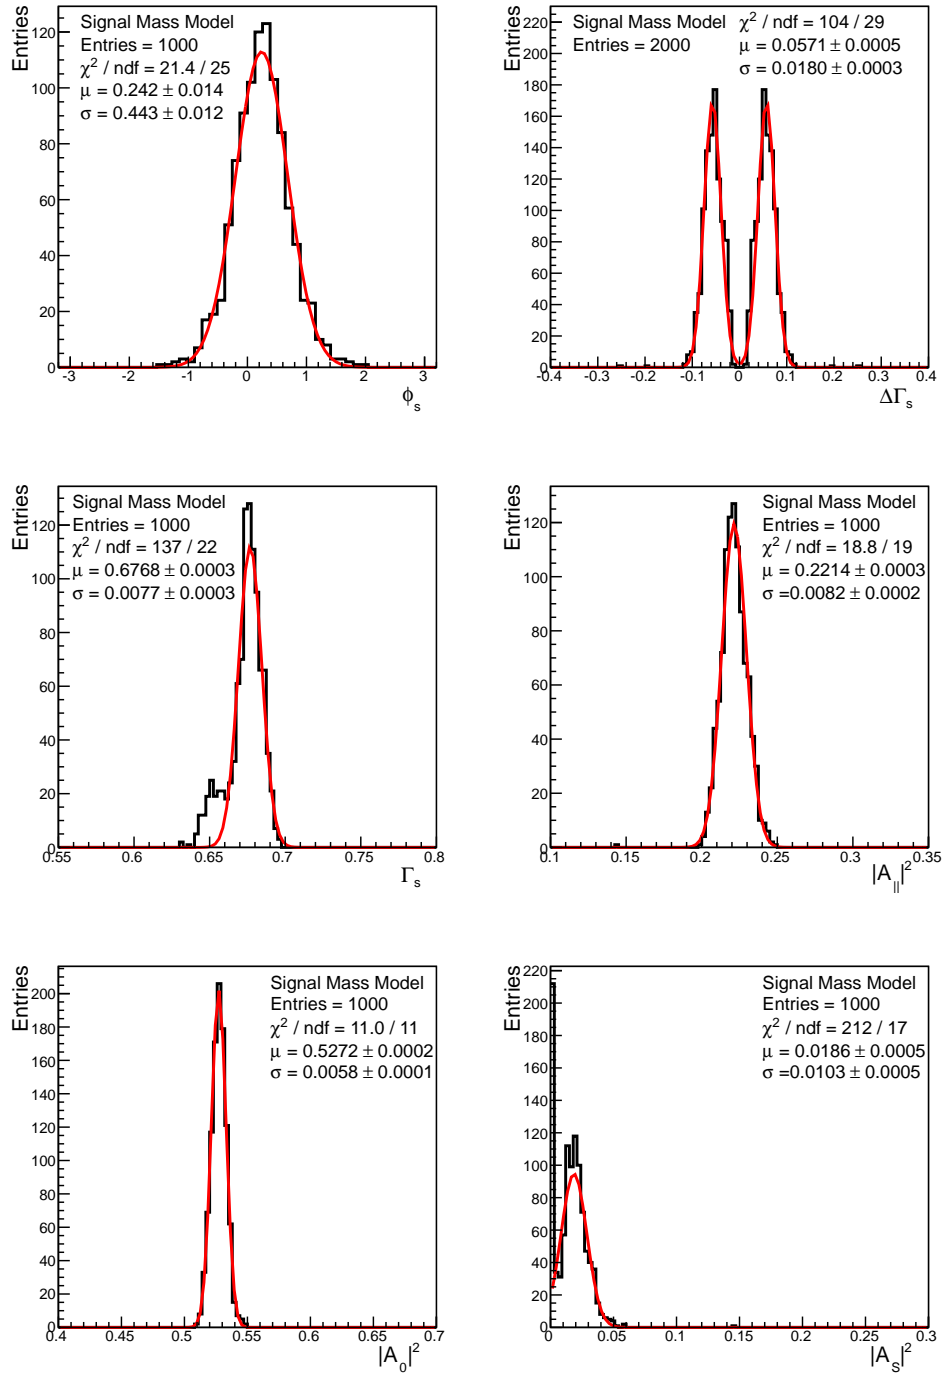 Entries
120
100
80
60
40
20
0
Signal Mass Model
Entries = 1000
χ² / ndf = 21.4 / 25
μ = 0.242 ± 0.014
σ = 0.443 ± 0.012
-3 -2 -1 0 1 2 3
ϕₛ
Entries
220
200
180
160
140
120
100
80
60
40
20
0
Signal Mass Model
Entries = 2000
χ² / ndf = 104 / 29
μ = 0.0571 ± 0.0005
σ = 0.0180 ± 0.0003
-0.4 -0.3 -0.2 -0.1 0 0.1 0.2 0.3 0.4
ΔΓₛ
Entries
120
100
80
60
40
20
0
Signal Mass Model
Entries = 1000
χ² / ndf = 137 / 22
μ = 0.6768 ± 0.0003
σ = 0.0077 ± 0.0003
0.55 0.6 0.65 0.7 0.75 0.8
Γₛ
Entries
120
100
80
60
40
20
0
Signal Mass Model
Entries = 1000
χ² / ndf = 18.8 / 19
μ = 0.2214 ± 0.0003
σ =0.0082 ± 0.0002
0.1 0.15 0.2 0.25 0.3 0.35
|A_||​|²
Entries
200
180
160
140
120
100
80
60
40
20
0
Signal Mass Model
Entries = 1000
χ² / ndf = 11.0 / 11
μ = 0.5272 ± 0.0002
σ = 0.0058 ± 0.0001
0.4 0.45 0.5 0.55 0.6 0.65 0.7
|A₀|²
Entries
220
200
180
160
140
120
100
80
60
40
20
0
Signal Mass Model
Entries = 1000
χ² / ndf = 212 / 17
μ = 0.0186 ± 0.0005
σ =0.0103 ± 0.0005
0 0.05 0.1 0.15 0.2 0.25 0.3
|A_S|²